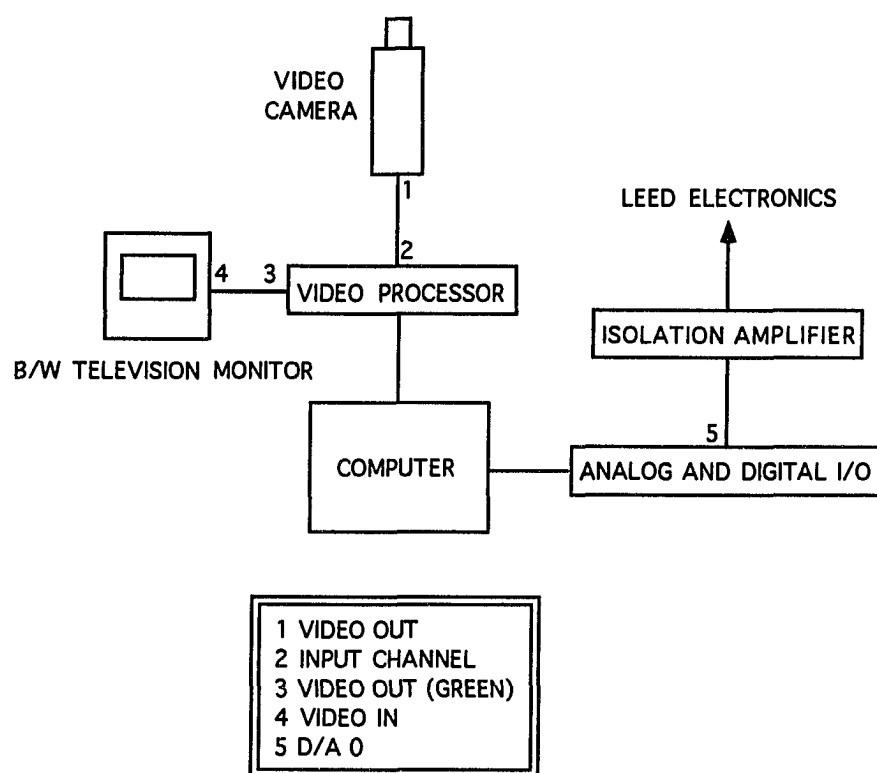 VIDEO
CAMERA
1
LEED ELECTRONICS
2
4
3
VIDEO PROCESSOR
ISOLATION AMPLIFIER
B/W TELEVISION MONITOR
5
COMPUTER
ANALOG AND DIGITAL I/O
1 VIDEO OUT
2 INPUT CHANNEL
3 VIDEO OUT (GREEN)
4 VIDEO IN
5 D/A 0